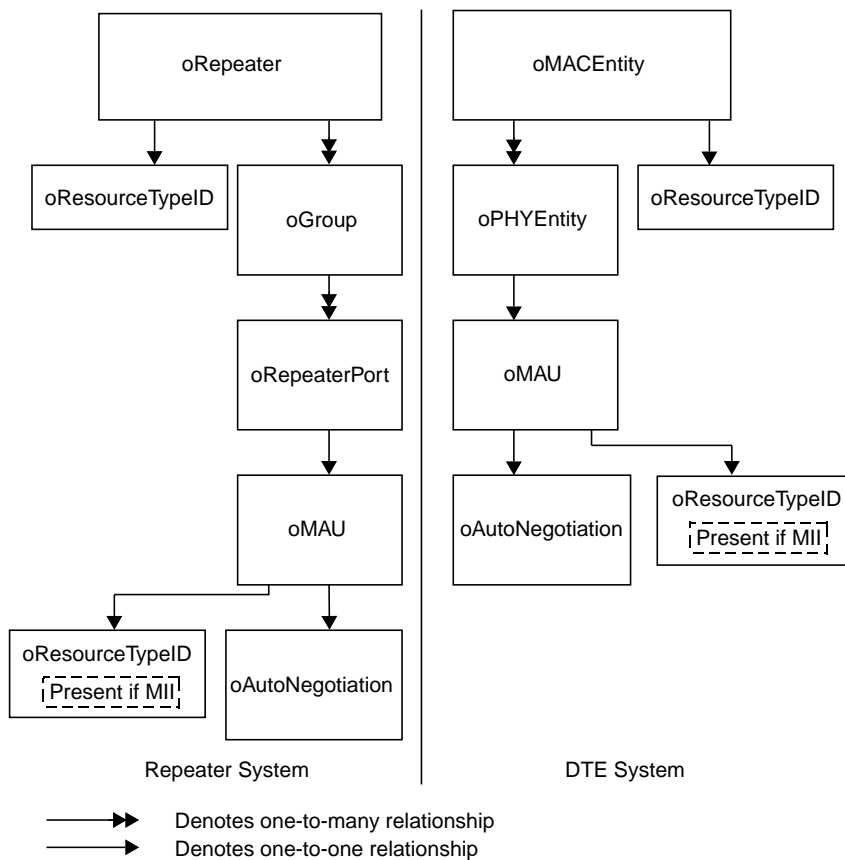 oRepeater
oMACEntity
oResourceTypeID
oGroup
oPHYEntity
oResourceTypeID
oRepeaterPort
oMAU
oMAU
oAutoNegotiation
oResourceTypeID
Present if MII
oResourceTypeID
Present if MII
oAutoNegotiation
Repeater System
DTE System
Denotes one-to-many relationship
Denotes one-to-one relationship